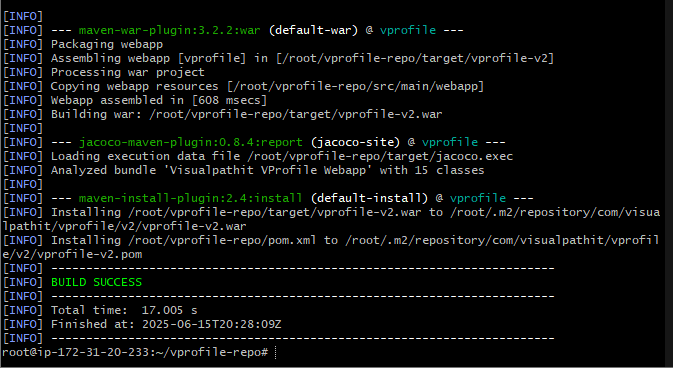 [INFO]
[INFO] --- maven-war-plugin:3.2.2:war (default-war) @ vprofile ---
[INFO] Packaging webapp
[INFO] Assembling webapp [vprofile] in [/root/vprofile-repo/target/vprofile-v2]
[INFO] Processing war project
[INFO] Copying webapp resources [/root/vprofile-repo/src/main/webapp]
[INFO] Webapp assembled in [608 msecs]
[INFO] Building war: /root/vprofile-repo/target/vprofile-v2.war
[INFO]
[INFO] --- jacoco-maven-plugin:0.8.4:report (jacoco-site) @ vprofile ---
[INFO] Loading execution data file /root/vprofile-repo/target/jacoco.exec
[INFO] Analyzed bundle 'Visualpathit VProfile Webapp' with 15 classes
[INFO]
[INFO] --- maven-install-plugin:2.4:install (default-install) @ vprofile ---
[INFO] Installing /root/vprofile-repo/target/vprofile-v2.war to /root/.m2/repository/com/visua
lpathit/vprofile/v2/vprofile-v2.war
[INFO] Installing /root/vprofile-repo/pom.xml to /root/.m2/repository/com/visualpathit/vprofil
e/v2/vprofile-v2.pom
[INFO] ------------------------------------------------------------------------
[INFO] BUILD SUCCESS
[INFO] ------------------------------------------------------------------------
[INFO] Total time:  17.005 s
[INFO] Finished at: 2025-06-15T20:28:09Z
[INFO] ------------------------------------------------------------------------
root@ip-172-31-20-233:~/vprofile-repo#